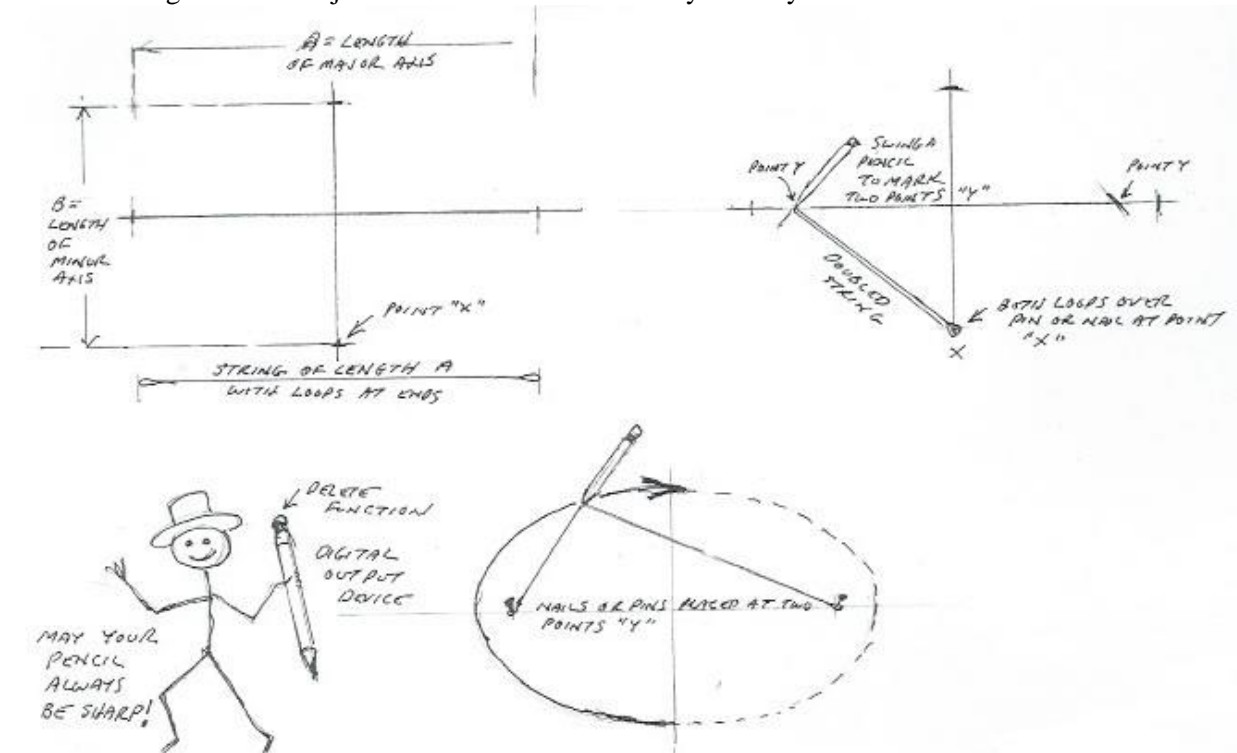 A = LENGTH
OF MAJOR AXIS
B =
LENGTH
OF
MINOR
AXIS
POINT "X"
STRING OF LENGTH A
WITH LOOPS AT ENDS
POINT Y
SWING A
PENCIL
TO MARK
TWO POINTS "Y"
POINT Y
DOUBLED
STRING
BOTH LOOPS OVER
PIN OR NAIL AT POINT
"X"
X
DELETE
FUNCTION
DIGITAL
OUTPUT
DEVICE
MAY YOUR
PENCIL
ALWAYS
BE SHARP!
NAILS OR PINS PLACED AT TWO
POINTS "Y"